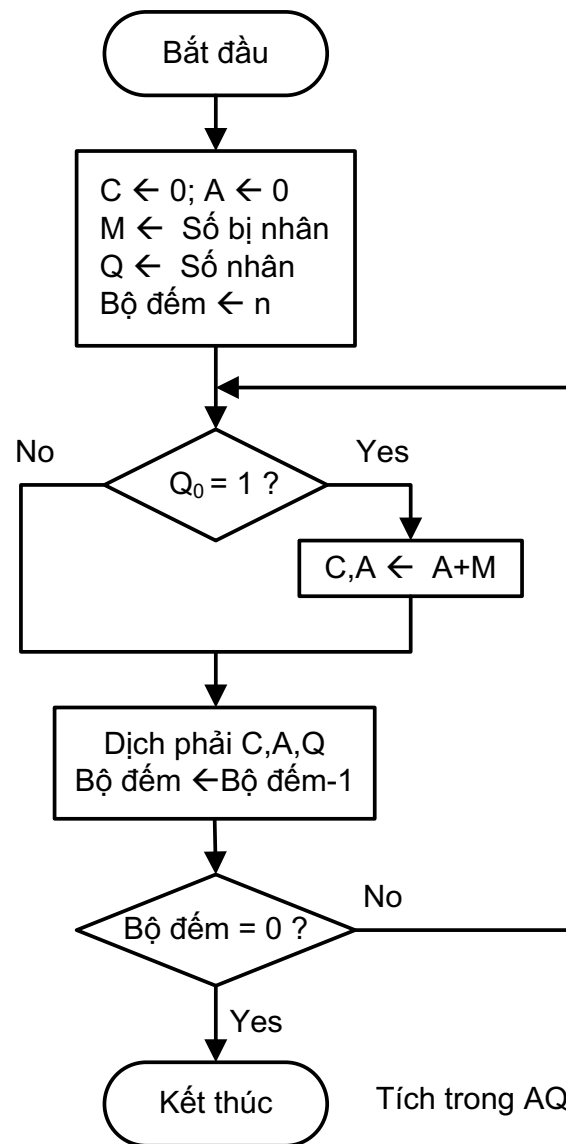 Bắt đầu
C ← 0; A ← 0
M ← Số bị nhân
Q ← Số nhân
Bộ đếm ← n
No
Yes
Q₀ = 1 ?
C,A ← A+M
Dịch phải C,A,Q
Bộ đếm ←Bộ đếm-1
No
Bộ đếm = 0 ?
Yes
Kết thúc
Tích trong AQ